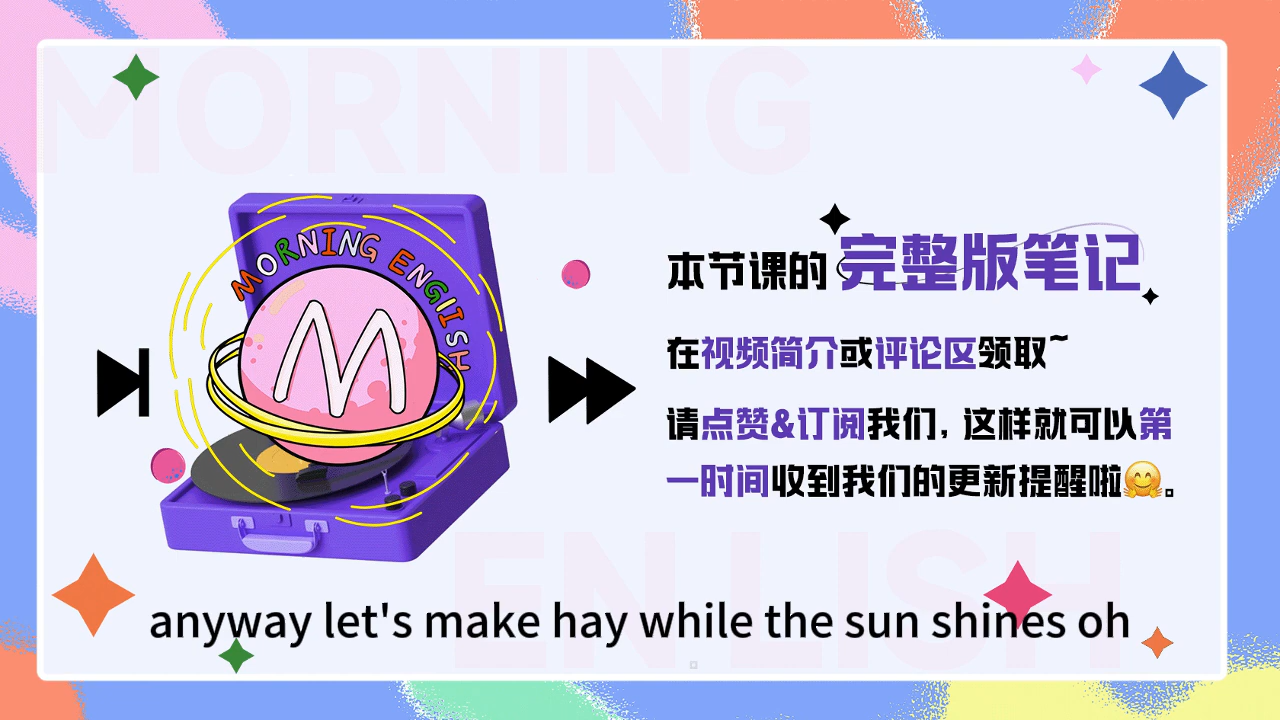 MORNING
MORNING ENGlISH
M
本节课的 完整版笔记
在视频简介或评论区领取~
请点赞&订阅我们, 这样就可以第
一时间收到我们的更新提醒啦🤗。
EN LISH
anyway let's make hay while the sun shines oh